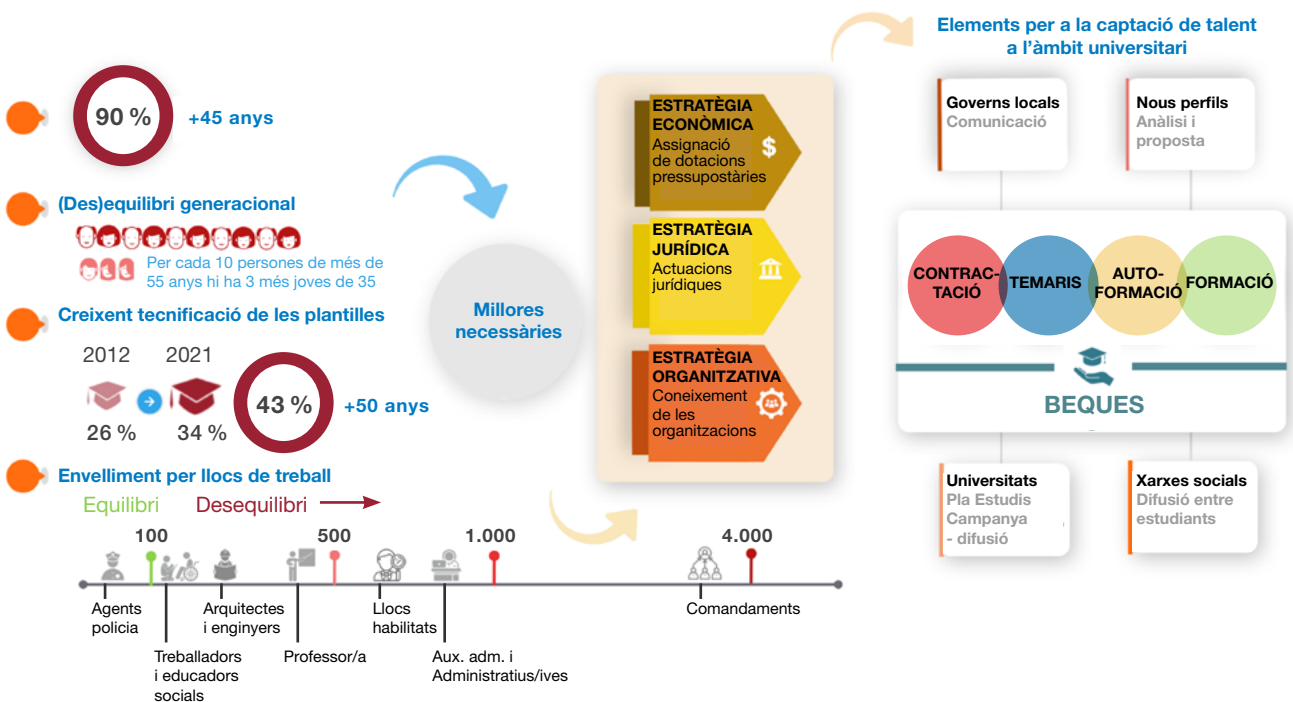 90 %
+45 anys
(Des)equilibri generacional
Per cada 10 persones de més de
55 anys hi ha 3 més joves de 35
Creixent tecnificació de les plantilles
2012
2021
26 %
34 %
43 %
+50 anys
Envelliment per llocs de treball
Equilibri
Desequilibri
100
500
1.000
4.000
Agents
policia
Treballadors
i educadors
socials
Arquitectes
i enginyers
Professor/a
Llocs
habilitats
Aux. adm. i
Administratius/ives
Comandaments
Millores
necessàries
ESTRATÈGIA
ECONÒMICA
Assignació
de dotacions
pressupostàries
$
ESTRATÈGIA
JURÍDICA
Actuacions
jurídiques
ESTRATÈGIA
ORGANITZATIVA
Coneixement
de les
organitzacions
Elements per a la captació de talent
a l’àmbit universitari
Governs locals
Comunicació
Nous perfils
Anàlisi i
proposta
CONTRAC-
TACIÓ
TEMARIS
AUTO-
FORMACIÓ
FORMACIÓ
BEQUES
Universitats
Pla Estudis
Campanya
- difusió
Xarxes socials
Difusió entre
estudiants